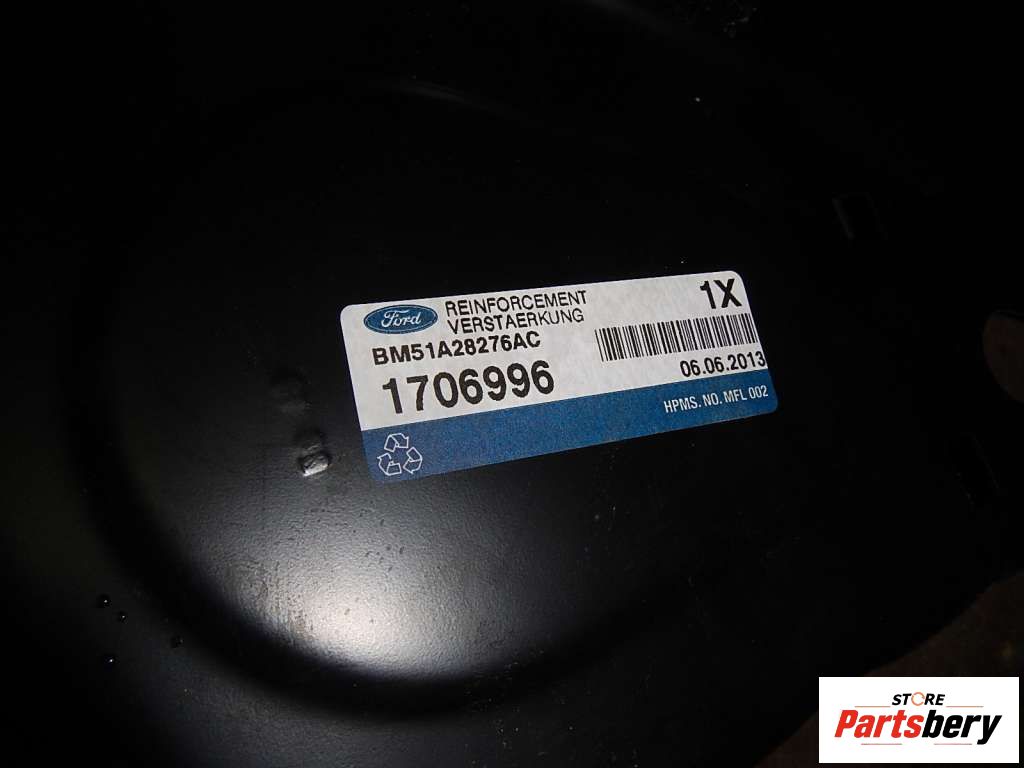 Ford
REINFORCEMENT
VERSTAERKUNG
1X
BM51A28276AC
1706996
06.06.2013
HPMS. NO. MFL 002
STORE
Partsbery